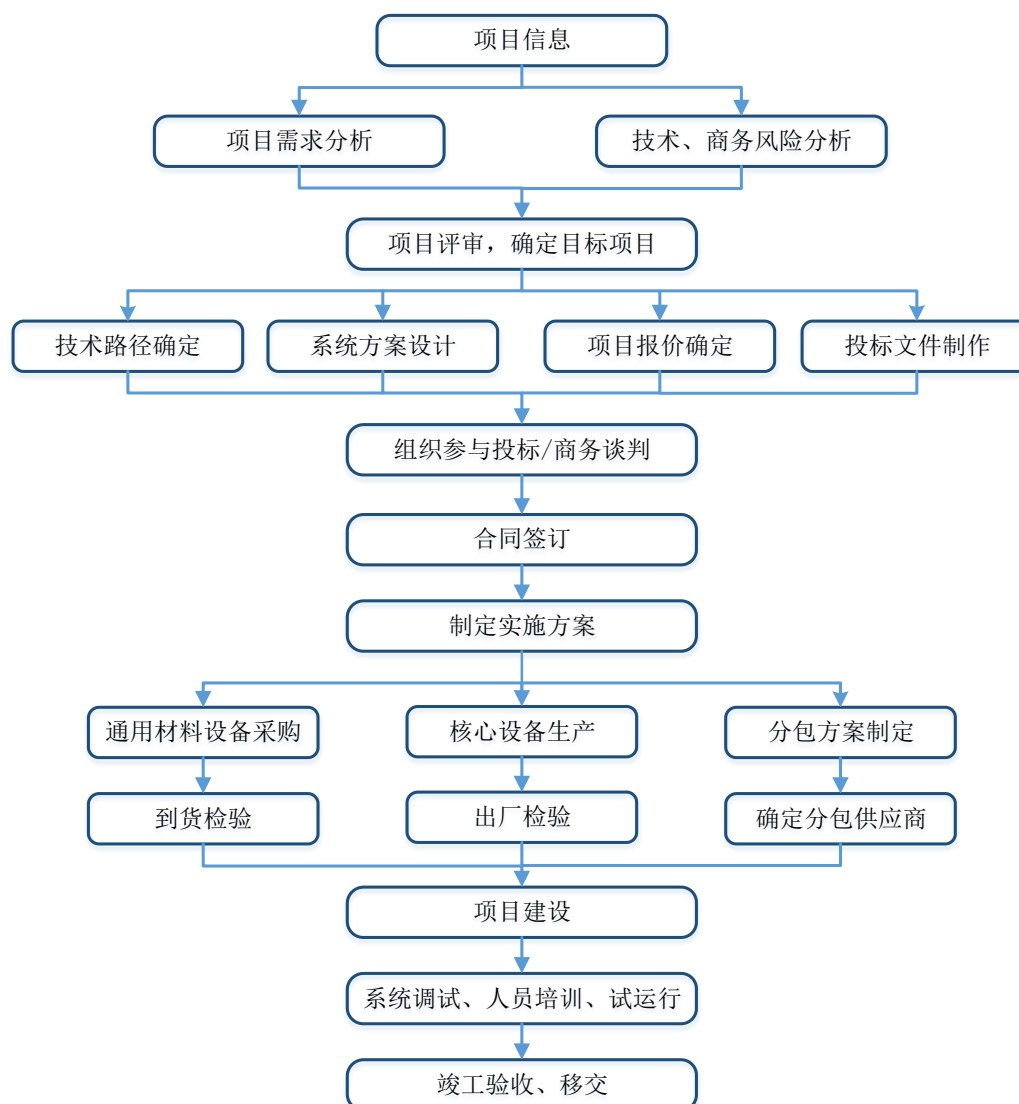 项目信息
项目需求分析
技术、商务风险分析
项目评审，确定目标项目
技术路径确定
系统方案设计
项目报价确定
投标文件制作
组织参与投标/商务谈判
合同签订
制定实施方案
通用材料设备采购
核心设备生产
分包方案制定
到货检验
出厂检验
确定分包供应商
项目建设
系统调试、人员培训、试运行
竣工验收、移交